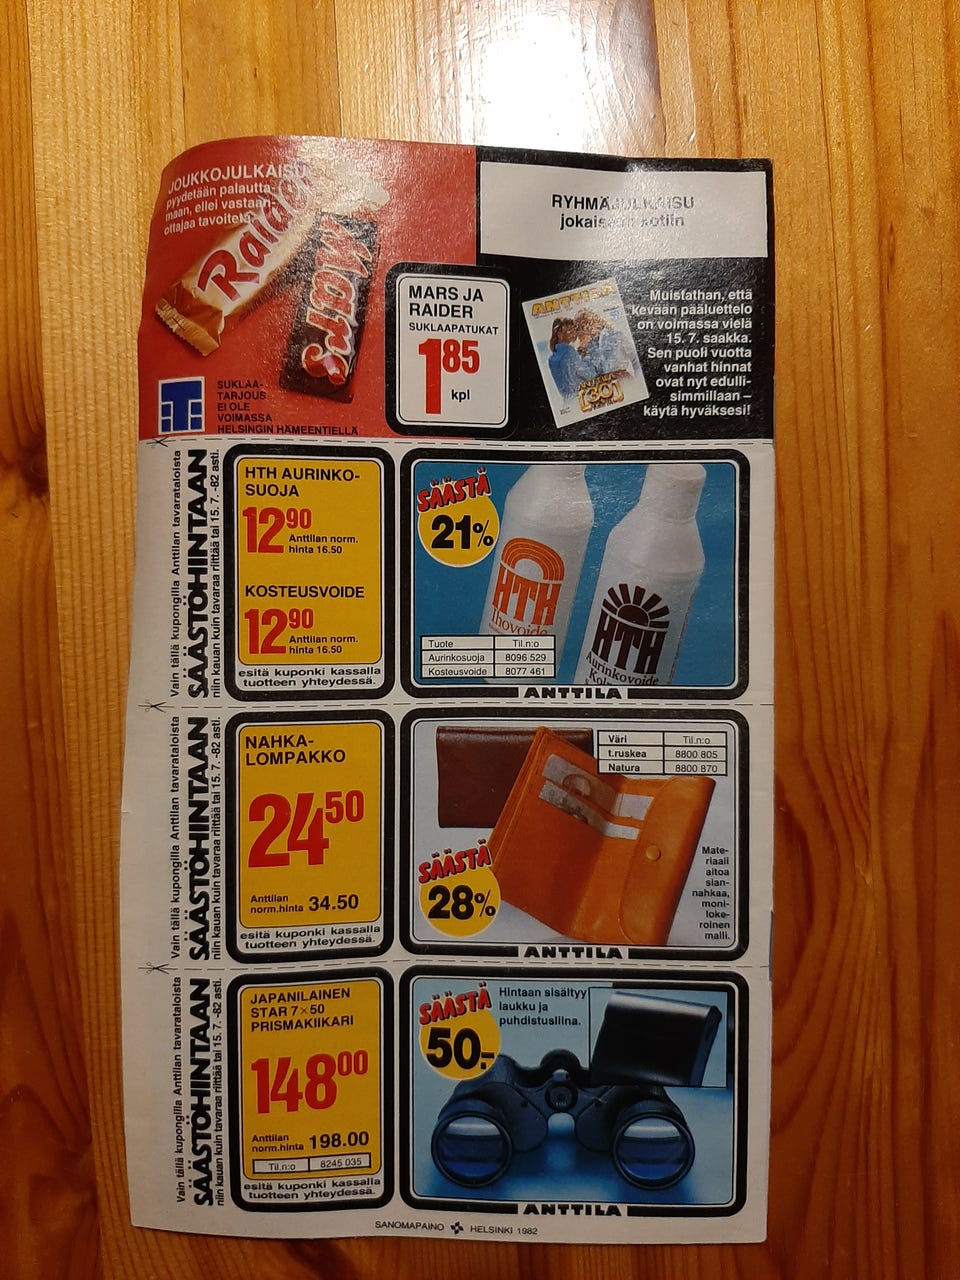 JOUKKOJULKAISU
pyydetään palautta-
maan, ellei vastaan-
ottajaa tavoiteta.
Raider
Mars
SUKLAA-
TARJOUS
EI OLE
VOIMASSA
HELSINGIN HÄMEENTIELLÄ
MARS JA
RAIDER
SUKLAAPATUKAT
1 85
kpl
RYHMÄJULKAISU
jokaiseen kotiin
ANTTILA
[30]
Muistathan, että
kevään pääluettelo
on voimassa vielä
15.7. saakka.
Sen puoli vuotta
vanhat hinnat
ovat nyt edulli-
simmillaan –
käytä hyväksesi!
Vain tällä kupongilla Anttilan tavarataloista
SÄÄSTÖHINTAAN
niin kauan kuin tavaraa riittää tai 15.7.-82 asti.
HTH AURINKO-
SUOJA
12 90
Anttilan norm.
hinta 16.50
KOSTEUSVOIDE
12 90
Anttilan norm.
hinta 16.50
esitä kuponki kassalla
tuotteen yhteydessä.
SÄÄSTÄ
21%
HTH
Ihovoide
HTH
Aurinkovoide
Tuote Til.n:o
Aurinkosuoja 8096 529
Kosteusvoide 8077 461
ANTTILA
Vain tällä kupongilla Anttilan tavarataloista
SÄÄSTÖHINTAAN
niin kauan kuin tavaraa riittää tai 15.7.-82 asti.
NAHKA-
LOMPAKKO
24 50
Anttilan
norm.hinta 34.50
esitä kuponki kassalla
tuotteen yhteydessä.
Väri Til.n:o
t.ruskea 8800 805
Natura 8800 870
SÄÄSTÄ
28%
Mate-
riaali
aitoa
sian-
nahkaa,
moni-
loke-
roinen
malli.
ANTTILA
Vain tällä kupongilla Anttilan tavarataloista
SÄÄSTÖHINTAAN
niin kauan kuin tavaraa riittää tai 15.7.-82 asti.
JAPANILAINEN
STAR 7×50
PRISMAKIIKARI
148 00
Anttilan
norm.hinta 198.00
Til.n:o 8245 035
esitä kuponki kassalla
tuotteen yhteydessä.
SÄÄSTÄ
50.-
Hintaan sisältyy
laukku ja
puhdistusliina.
ANTTILA
SANOMAPAINO HELSINKI 1982